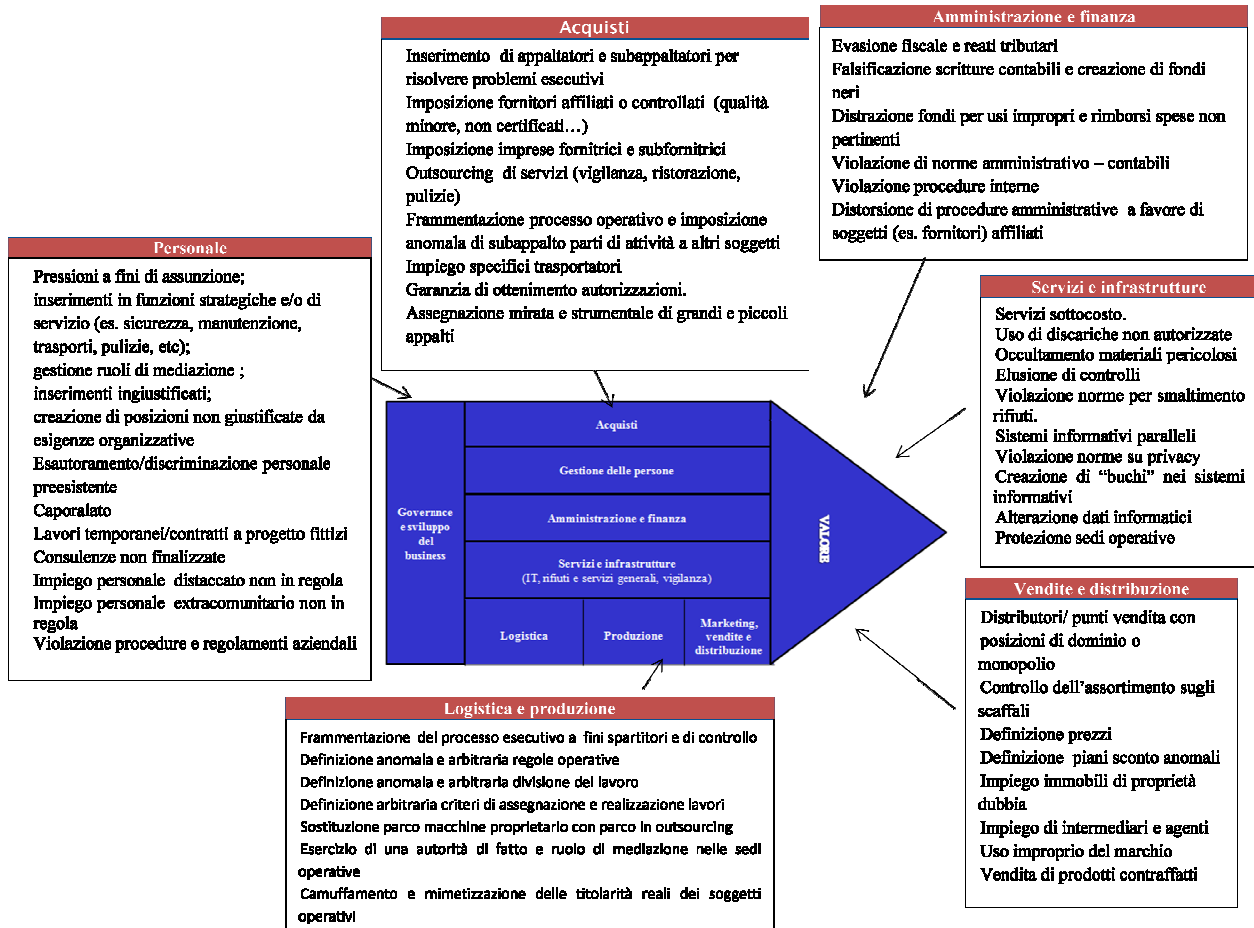 Acquisti
Inserimento di appaltatori e subappaltatori per
risolvere problemi esecutivi
Imposizione fornitori affiliati o controllati (qualità
minore, non certificati…)
Imposizione imprese fornitrici e subfornitrici
Outsourcing di servizi (vigilanza, ristorazione,
pulizie)
Frammentazione processo operativo e imposizione
anomala di subappalto parti di attività a altri soggetti
Impiego specifici trasportatori
Garanzia di ottenimento autorizzazioni.
Assegnazione mirata e strumentale di grandi e piccoli
appalti
Amministrazione e finanza
Evasione fiscale e reati tributari
Falsificazione scritture contabili e creazione di fondi
neri
Distrazione fondi per usi impropri e rimborsi spese non
pertinenti
Violazione di norme amministrativo – contabili
Violazione procedure interne
Distorsione di procedure amministrative a favore di
soggetti (es. fornitori) affiliati
Personale
Pressioni a fini di assunzione;
inserimenti in funzioni strategiche e/o di
servizio (es. sicurezza, manutenzione,
trasporti, pulizie, etc);
gestione ruoli di mediazione ;
inserimenti ingiustificati;
creazione di posizioni non giustificate da
esigenze organizzative
Esautoramento/discriminazione personale
preesistente
Caporalato
Lavori temporanei/contratti a progetto fittizi
Consulenze non finalizzate
Impiego personale distaccato non in regola
Impiego personale extracomunitario non in
regola
Violazione procedure e regolamenti aziendali
Servizi e infrastrutture
Servizi sottocosto.
Uso di discariche non autorizzate
Occultamento materiali pericolosi
Elusione di controlli
Violazione norme per smaltimento
rifiuti.
Sistemi informativi paralleli
Violazione norme su privacy
Creazione di “buchi” nei sistemi
informativi
Alterazione dati informatici
Protezione sedi operative
Governce
e sviluppo
del
business
Acquisti
Gestione delle persone
Amministrazione e finanza
Servizi e infrastrutture
(IT, rifiuti e servizi generali, vigilanza)
Logistica
Produzione
Marketing,
vendite e
distribuzione
VALORE
Vendite e distribuzione
Distributori/ punti vendita con
posizioni di dominio o
monopolio
Controllo dell’assortimento sugli
scaffali
Definizione prezzi
Definizione piani sconto anomali
Impiego immobili di proprietà
dubbia
Impiego di intermediari e agenti
Uso improprio del marchio
Vendita di prodotti contraffatti
Logistica e produzione
Frammentazione del processo esecutivo a fini spartitori e di controllo
Definizione anomala e arbitraria regole operative
Definizione anomala e arbitraria divisione del lavoro
Definizione arbitraria criteri di assegnazione e realizzazione lavori
Sostituzione parco macchine proprietario con parco in outsourcing
Esercizio di una autorità di fatto e ruolo di mediazione nelle sedi
operative
Camuffamento e mimetizzazione delle titolarità reali dei soggetti
operativi